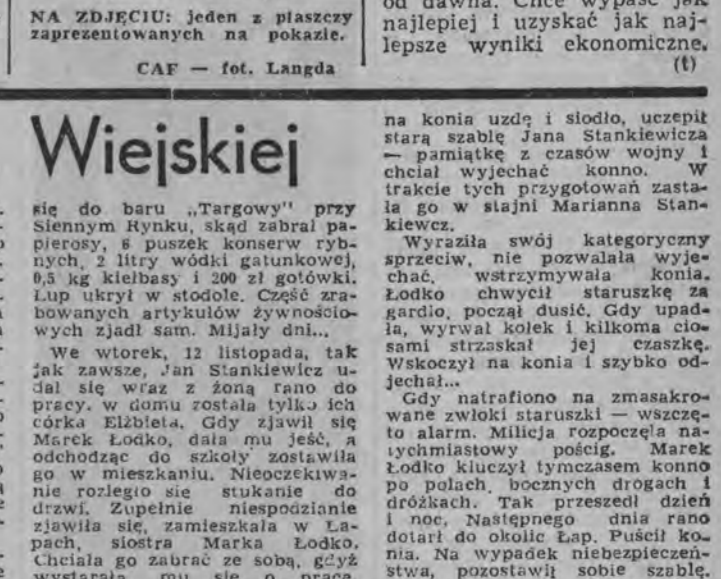 NA ZDJĘCIU: jeden z płaszczy
zaprezentowanych na pokazie.
CAF — fot. Langda
od dawna. Chce wypaść jak
najlepiej i uzyskać jak naj-
lepsze wyniki ekonomiczne.
(t)
Wiejskiej
się do baru „Targowy" przy
Siennym Rynku, skąd zabrał pa-
pierosy, 6 puszek konserw ryb-
nych, 2 litry wódki gatunkowej,
0,5 kg kiełbasy i 200 zł gotówki.
Łup ukrył w stodole. Część zra-
bowanych artykułów żywnościo-
wych zjadł sam. Mijały dni...
We wtorek, 12 listopada, tak
jak zawsze, Jan Stankiewicz u-
dał się wraz z żoną rano do
pracy. w domu została tylko ich
córka Elżbieta. Gdy zjawił się
Marek Łodko, dała mu jeść, a
odchodząc do szkoły zostawiła
go w mieszkaniu. Nieoczekiwa-
nie rozległo się stukanie do
drzwi. Zupełnie niespodzianie
zjawiła się, zamieszkała w Ła-
pach, siostra Marka Łodko.
Chciała go zabrać ze sobą, gdyż
wystarała mu się o pracę.
na konia uzdę i siodło, uczepił
starą szablę Jana Stankiewicza
— pamiątkę z czasów wojny i
chciał wyjechać konno. W
trakcie tych przygotowań zasta-
ła go w stajni Marianna Stan-
kiewcz.
Wyraziła swój kategoryczny
sprzeciw, nie pozwalała wyje-
chać, wstrzymywała konia.
Łodko chwycił staruszkę za
gardło, począł dusić. Gdy upad-
ła, wyrwał kołek i kilkoma cio-
sami strzaskał jej czaszkę.
Wskoczył na konia i szybko od-
jechał...
Gdy natrafiono na zmasakro-
wane zwłoki staruszki — wszczę-
to alarm. Milicja rozpoczęła na-
tychmiastowy pościg. Marek
Łodko kluczył tymczasem konno
po polach, bocznych drogach i
dróżkach. Tak przeszedł dzień
i noc. Następnego dnia rano
dotarł do okolic Łap. Puścił ko-
nia. Na wypadek niebezpieczeń-
stwa, pozostawił sobie szablę.